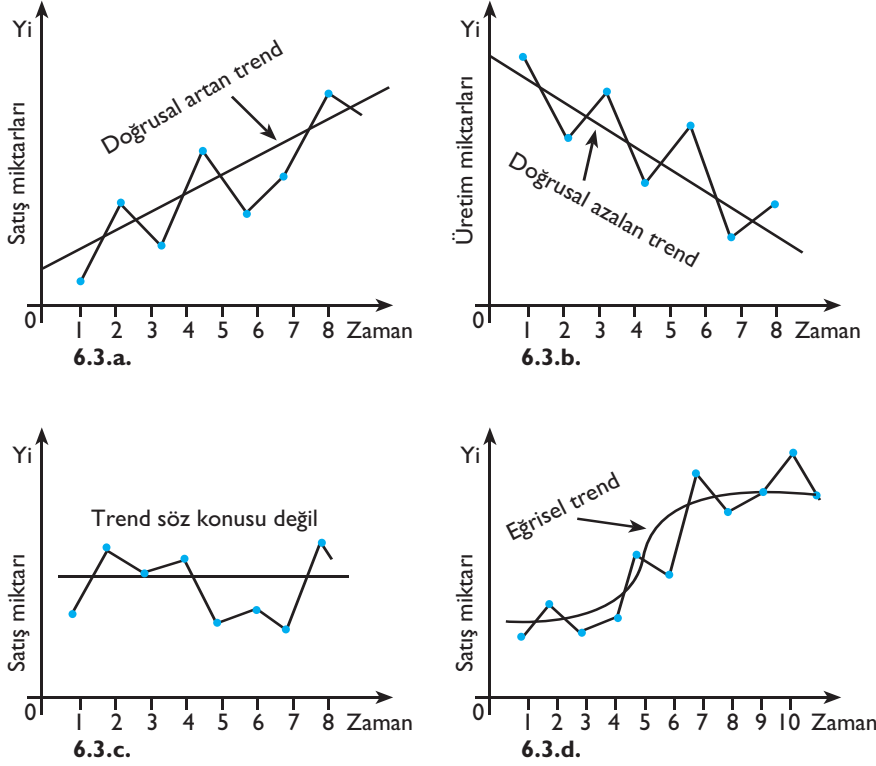 Yi
Satış miktarları
Doğrusal artan trend
0
1 2 3 4 5 6 7 8 Zaman
6.3.a.
Yi
Üretim miktarları
Doğrusal azalan trend
0
1 2 3 4 5 6 7 8 Zaman
6.3.b.
Yi
Satış miktarı
Trend söz konusu değil
0
1 2 3 4 5 6 7 8 Zaman
6.3.c.
Yi
Satış miktarı
Eğrisel trend
0
1 2 3 4 5 6 7 8 9 10 Zaman
6.3.d.